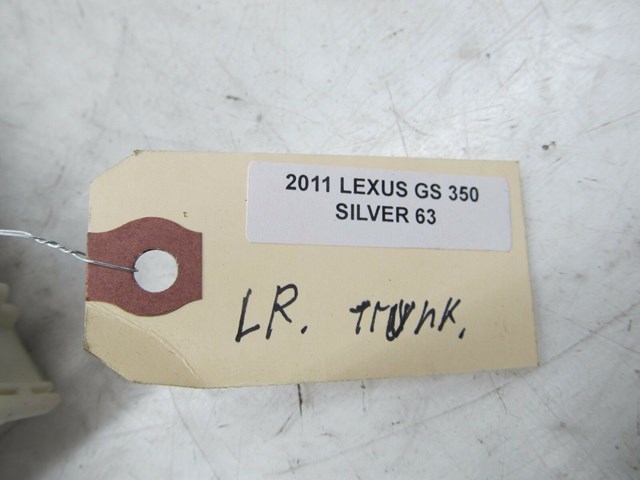 2011 LEXUS GS 350
SILVER 63
LR. trunk.